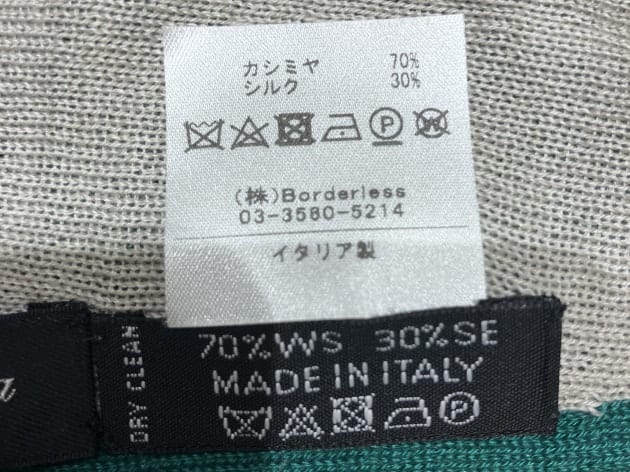 カシミヤ 70%
シルク 30%
P W
(株)Borderless
03-3580-5214
イタリア製
70%WS 30%SE
MADE IN ITALY
P
DRY CLEAN
a